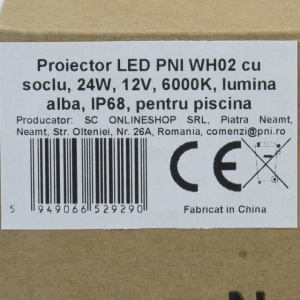 Proiector LED PNI WH02 cu
soclu, 24W, 12V, 6000K, lumina
alba, IP68, pentru piscina
Producator: SC ONLINESHOP SRL, Piatra Neamt,
Neamt, Str. Olteniei, Nr. 26A, Romania, comenzi@pni.ro
CE
5 949066 529290
Fabricat in China